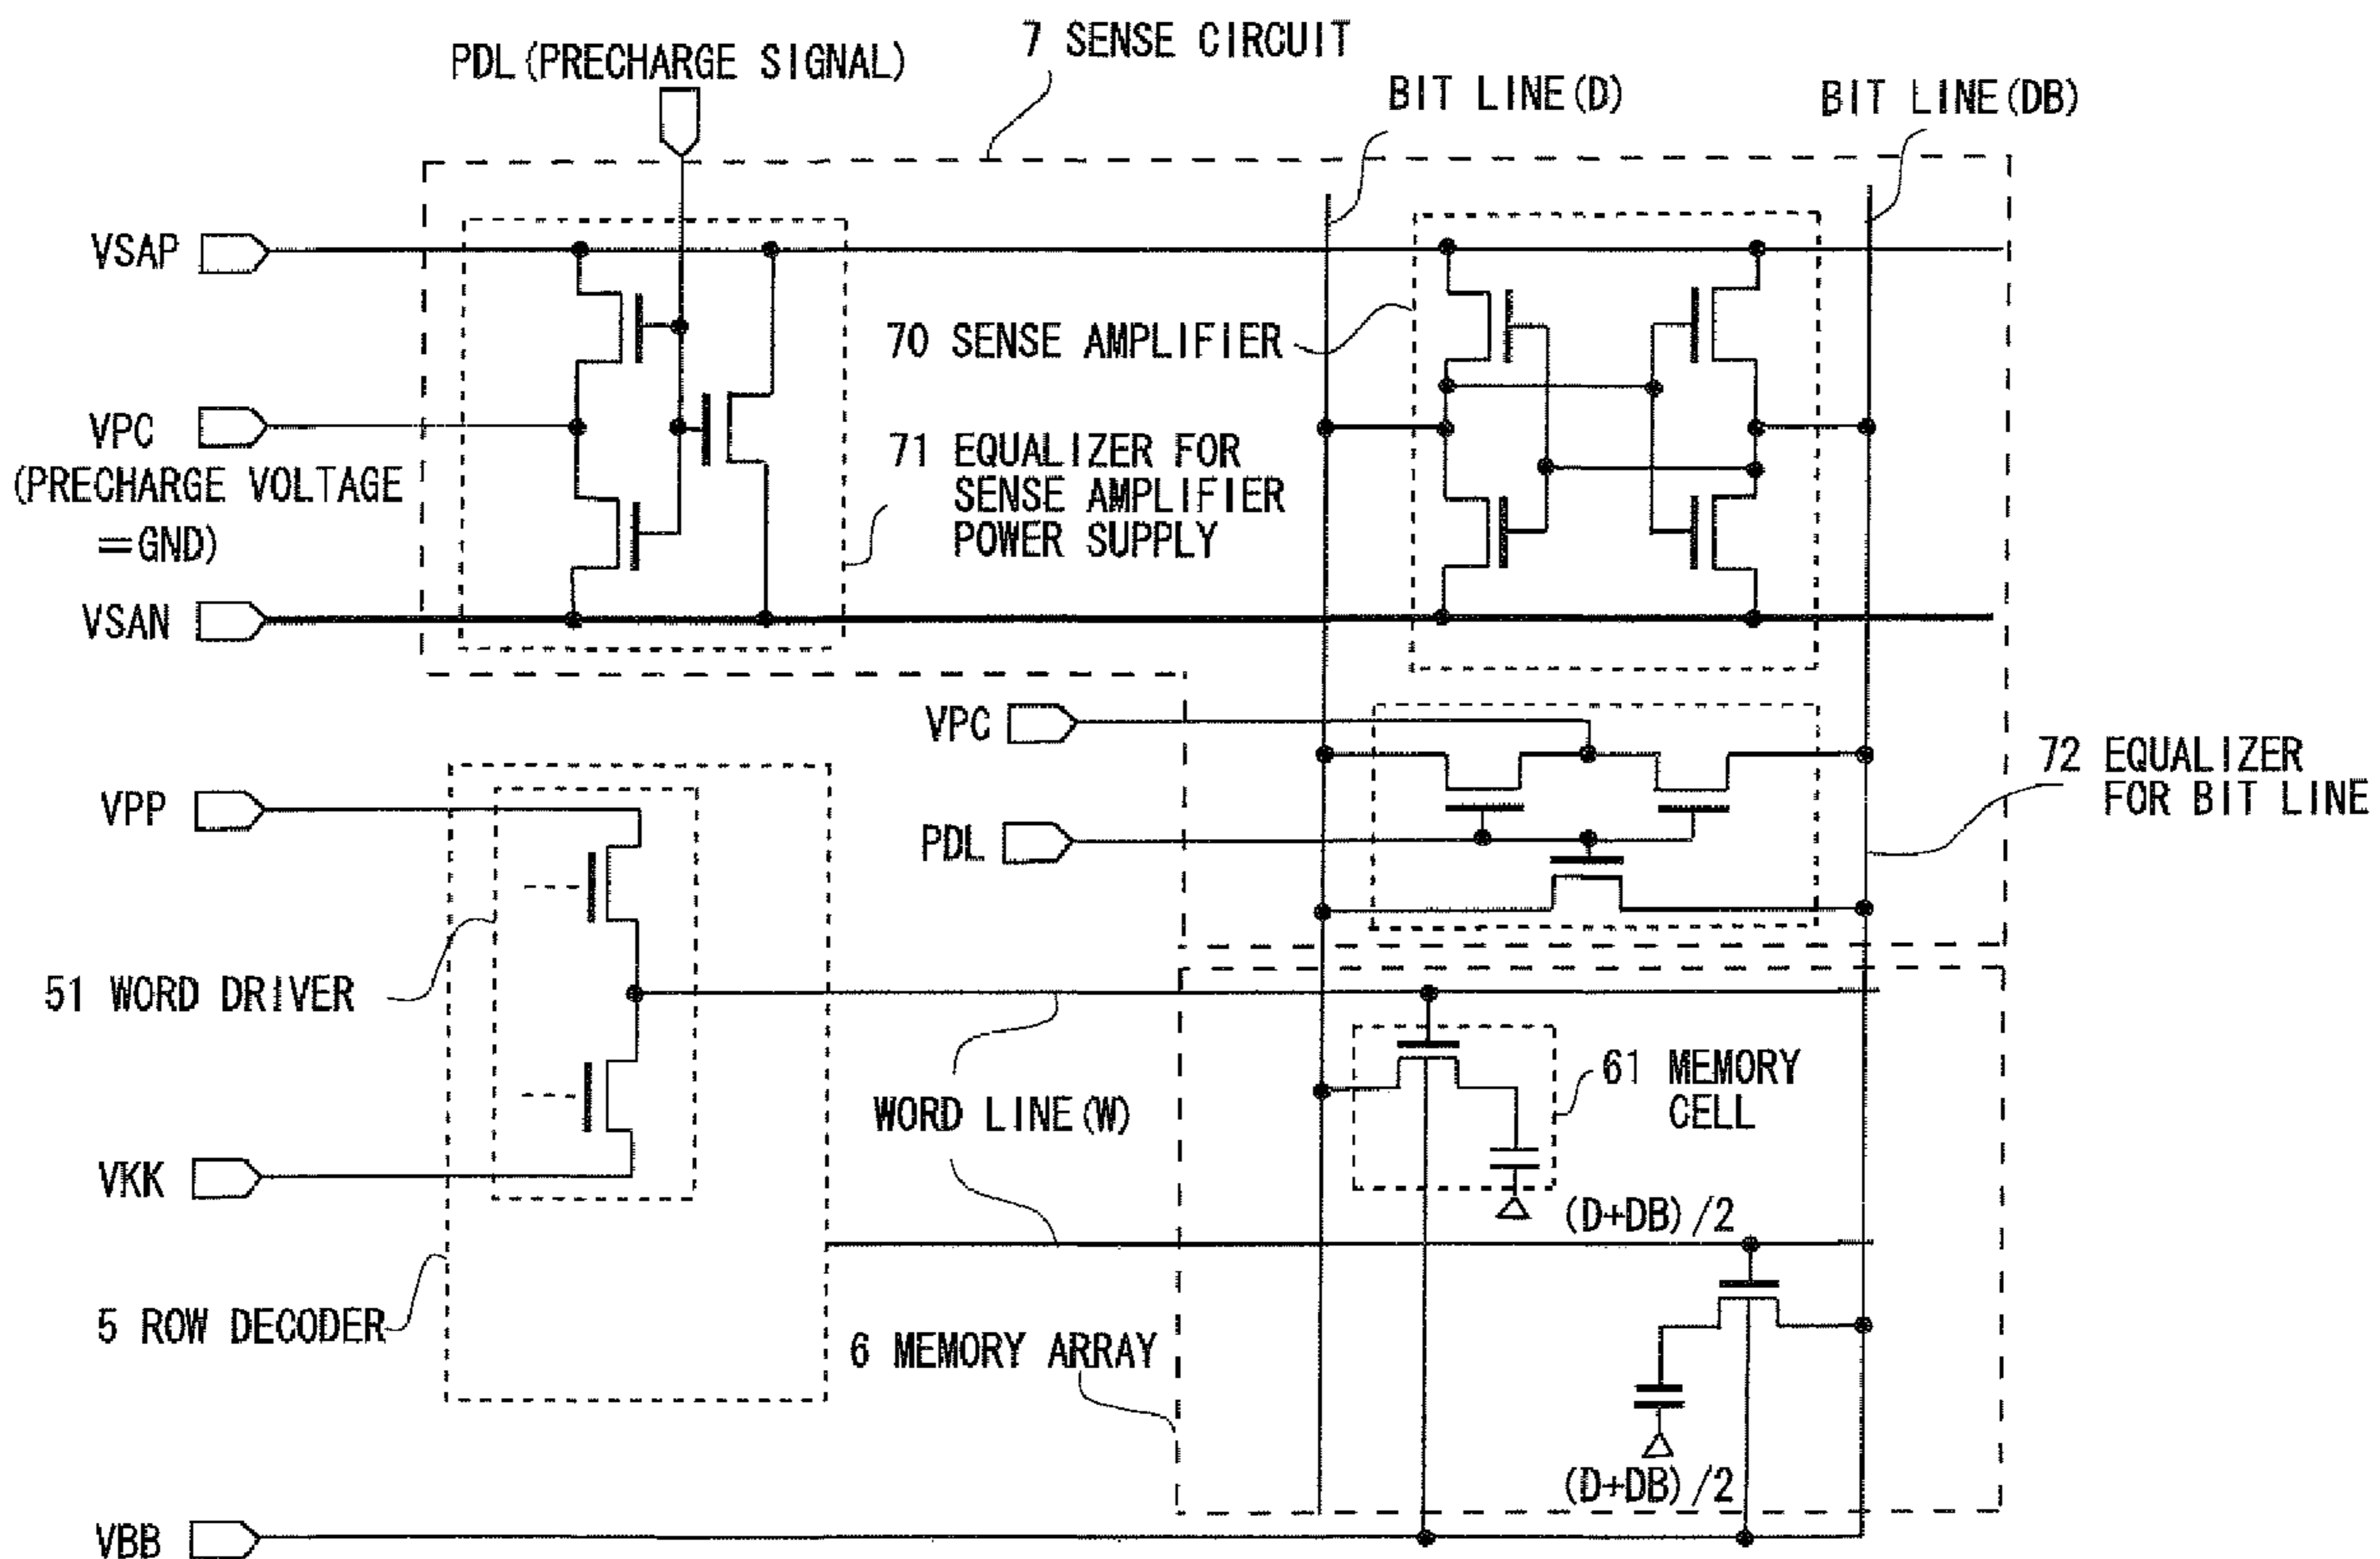 7 SENSE CIRCUIT
PDL(PRECHARGE SIGNAL)
BIT LINE(D)
BIT LINE(DB)
VSAP
70 SENSE AMPLIFIER
VPC
(PRECHARGE VOLTAGE
=GND)
71 EQUALIZER FOR
SENSE AMPLIFIER
POWER SUPPLY
VSAN
VPC
72 EQUALIZER
FOR BIT LINE
VPP
PDL
51 WORD DRIVER
61 MEMORY
CELL
WORD LINE(W)
VKK
(D+DB)/2
5 ROW DECODER
6 MEMORY ARRAY
(D+DB)/2
VBB